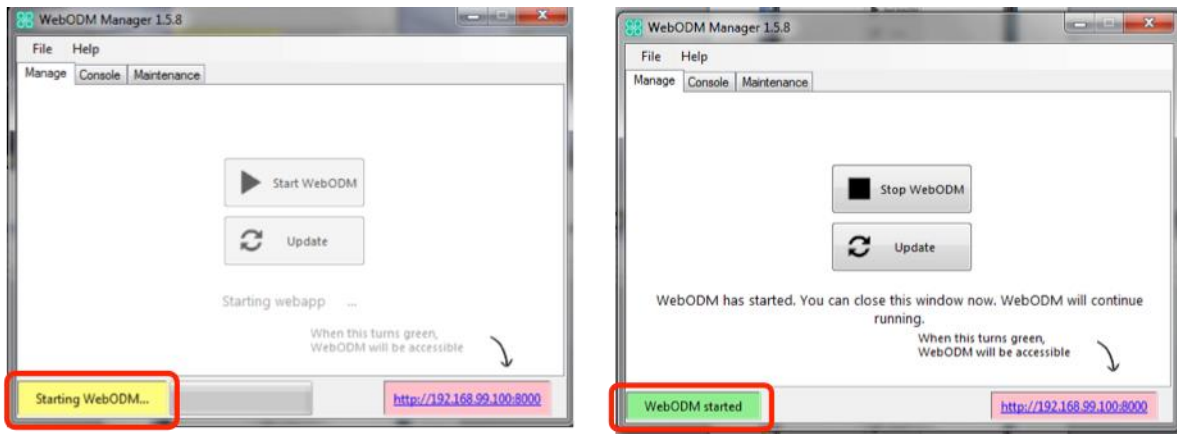 WebODM Manager 1.5.8
File Help
Manage Console Maintenance
Start WebODM
Update
Starting webapp ...
When this turns green,
WebODM will be accessible
Starting WebODM...
http://192.168.99.100:8000
WebODM Manager 1.5.8
File Help
Manage Console Maintenance
Stop WebODM
Update
WebODM has started. You can close this window now. WebODM will continue
running.
When this turns green,
WebODM will be accessible
WebODM started
http://192.168.99.100:8000